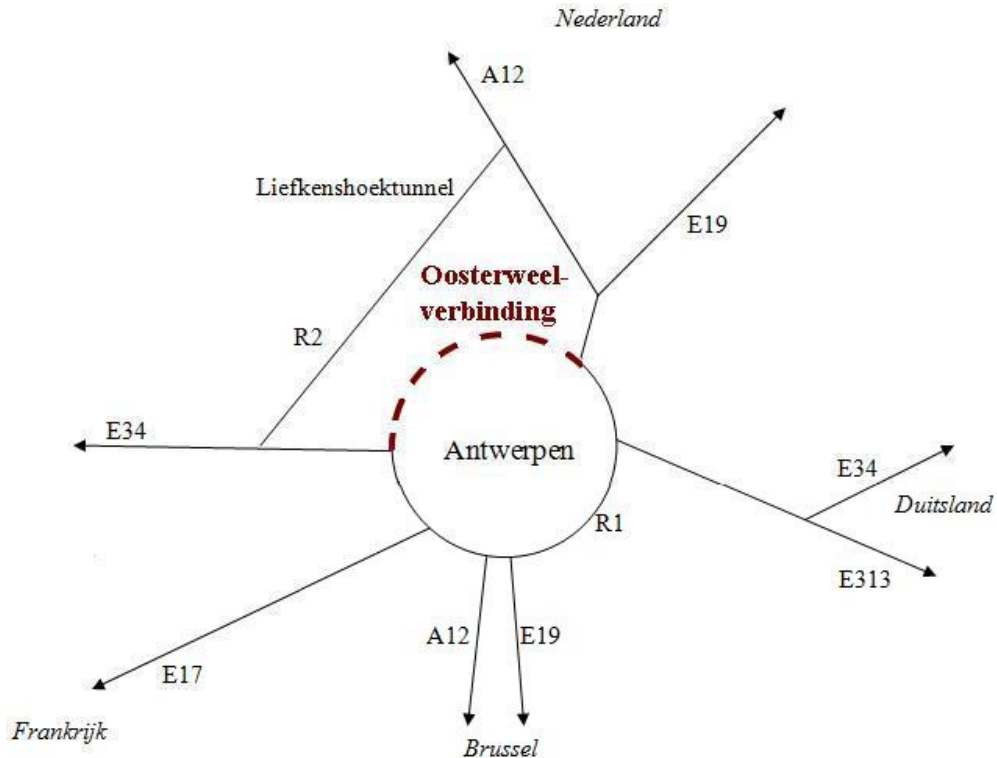 Nederland
A12
Liefkenshoektunnel
E19
Oosterweel-
verbinding
R2
E34
Antwerpen
E34
Duitsland
R1
E313
A12
E19
E17
Frankrijk
Brussel